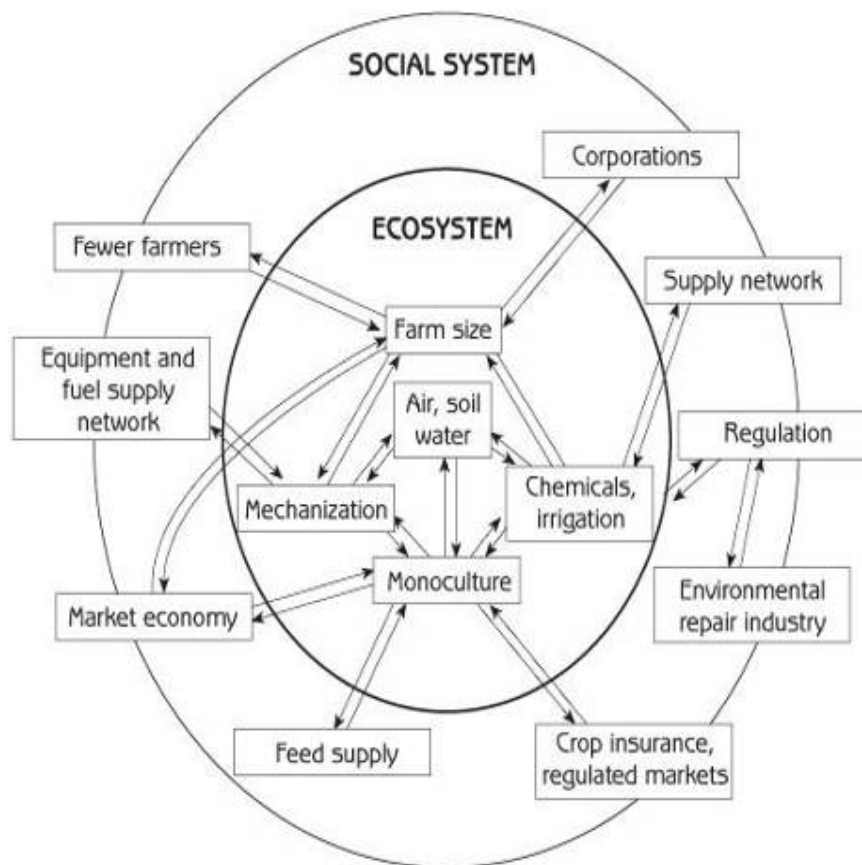 SOCIAL SYSTEM
Corporations
ECOSYSTEM
Fewer farmers
Supply network
Farm size
Equipment and
fuel supply
network
Air, soil
water
Regulation
Mechanization
Chemicals,
irrigation
Monoculture
Market economy
Environmental
repair industry
Feed supply
Crop insurance,
regulated markets